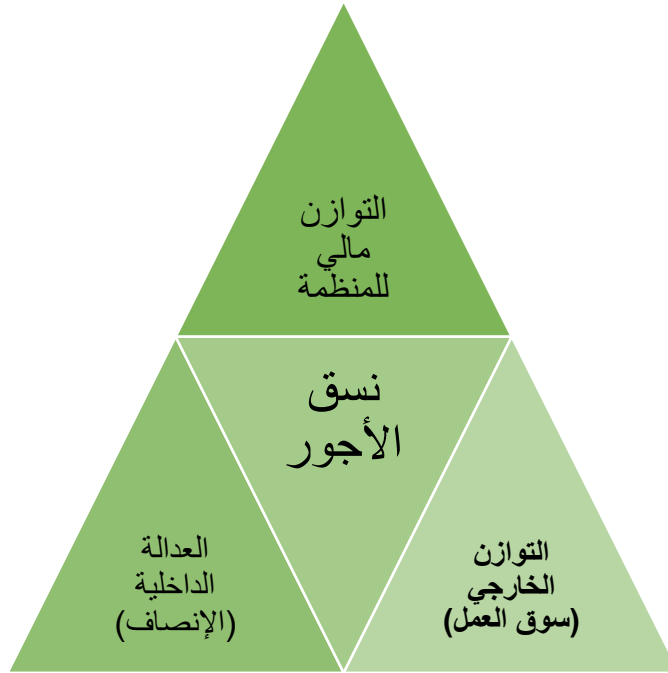 التوازن
مالي
للمنظمة
نسق
الأجور
العدالة
الداخلية
(الإنصاف)
التوازن
الخارجي
(سوق العمل)